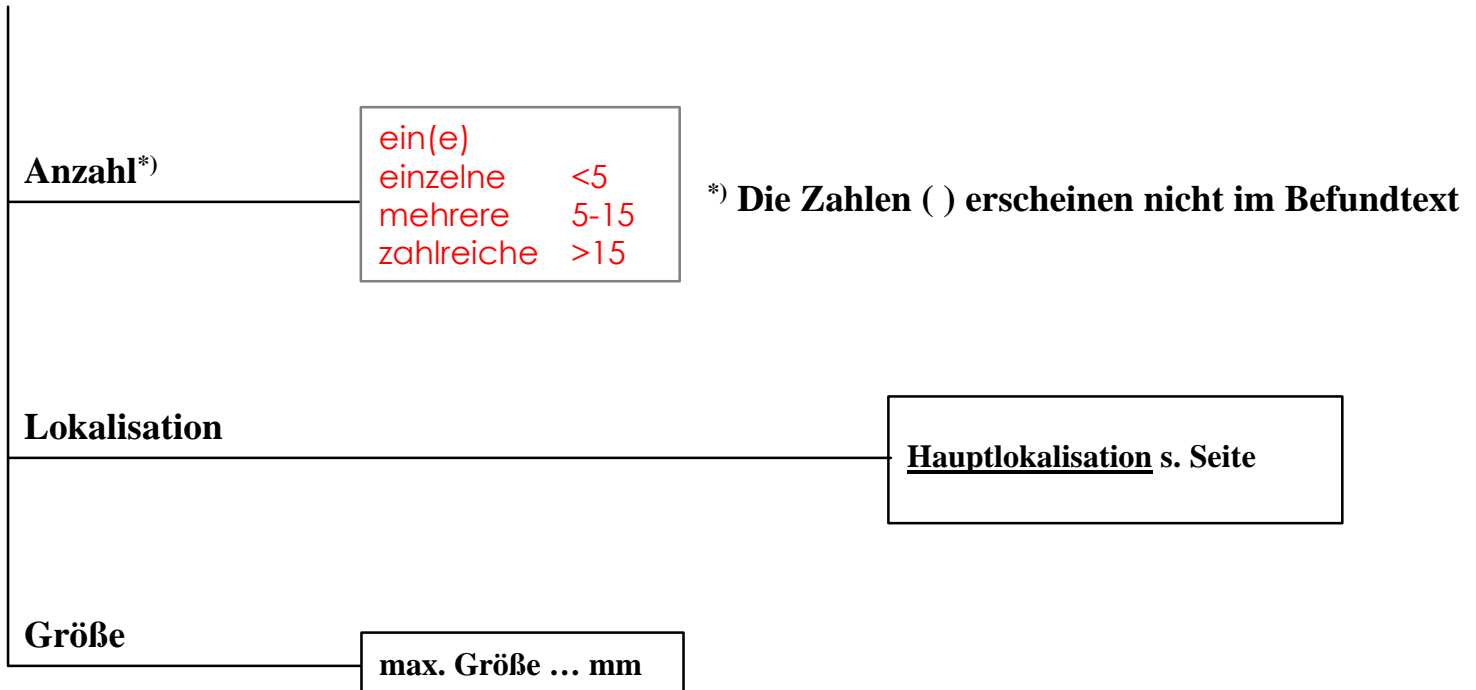 Anzahl*)
ein(e)
einzelne <5
mehrere 5-15
zahlreiche >15
*) Die Zahlen ( ) erscheinen nicht im Befundtext
Lokalisation
Hauptlokalisation s. Seite
Größe
max. Größe … mm